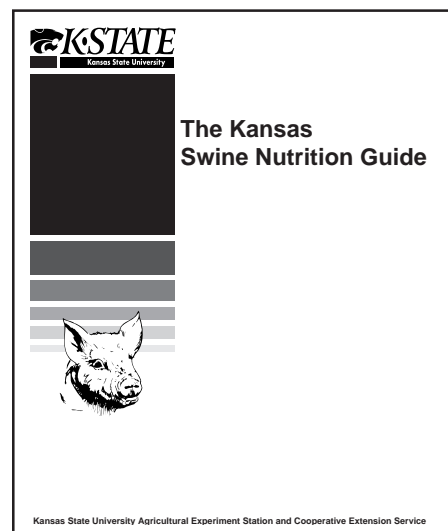 K·STATE
Kansas State University
The Kansas
Swine Nutrition Guide
Kansas State University Agricultural Experiment Station and Cooperative Extension Service